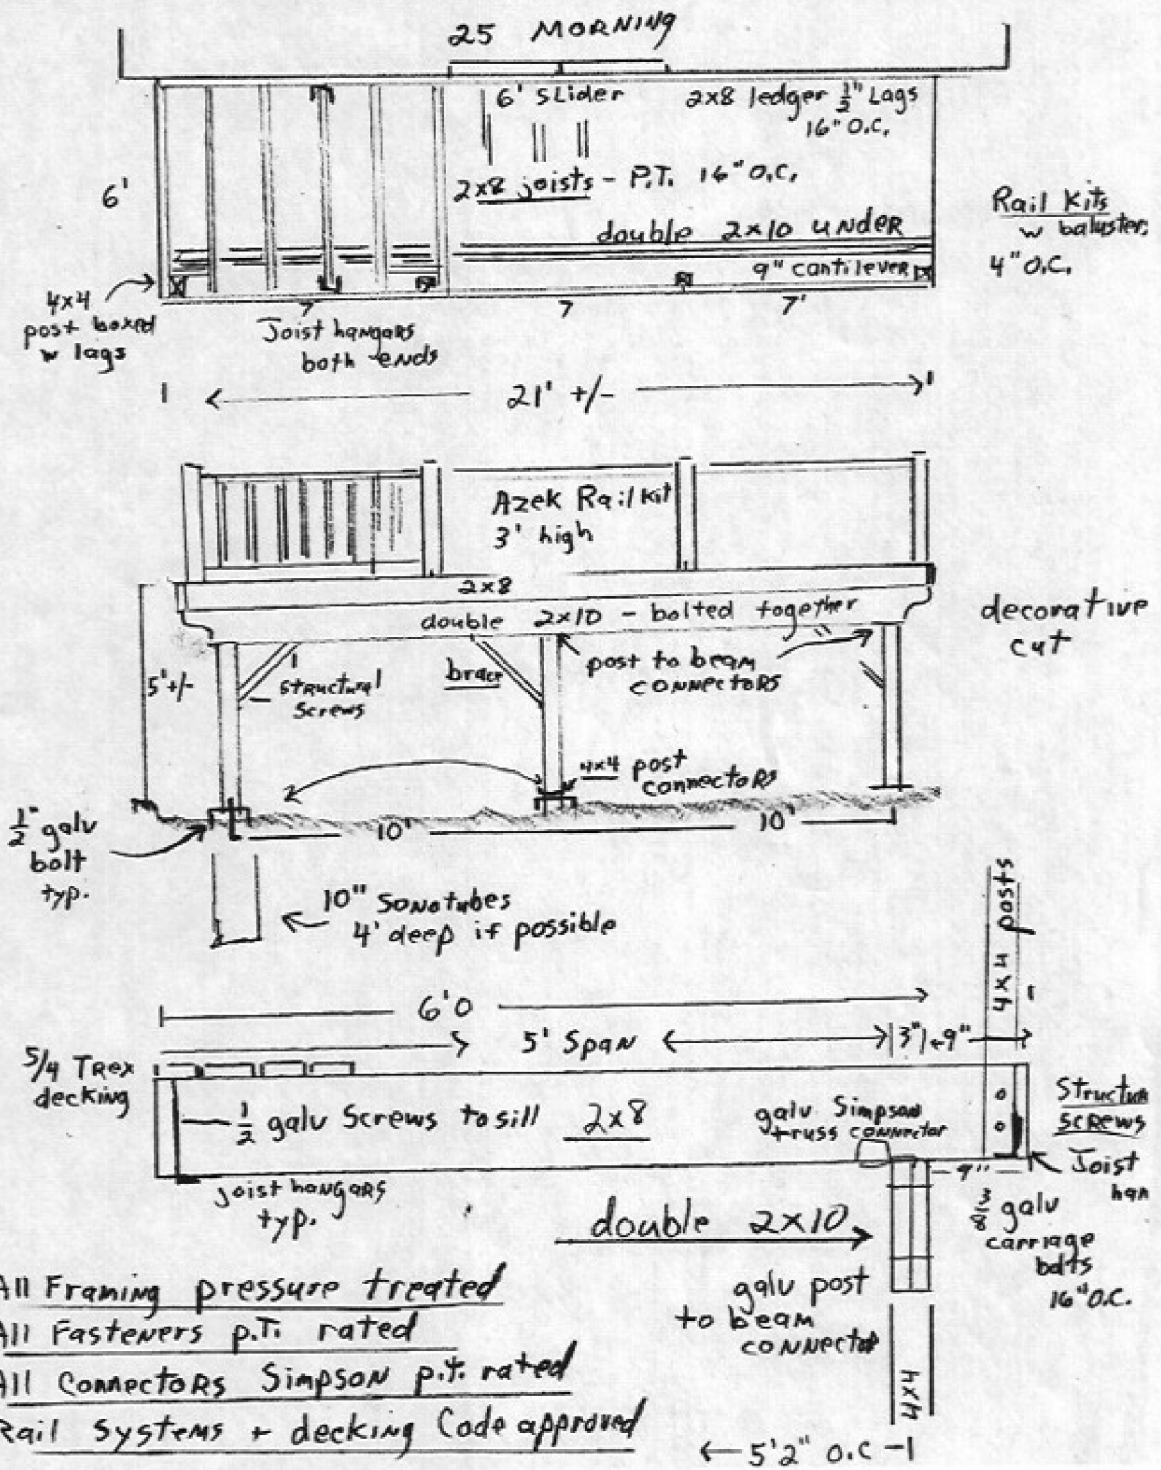 25 MORNING
6' SLider
2x8 ledger 1/2" Lags
16" O.C.
6'
2x8 joists - P.T. 16" O.C.
double 2x10 UNDER
9" cantilever
Rail Kits
w baluster
4" O.C.
4x4
post boxed
w lags
7
7
7'
Joist hangars
both ends
21' +/-
Azek Rail kit
3' high
2x8
double 2x10 - bolted together
decorative
cut
5'+/-
structural
screws
brace
post to beam
connectors
"
4x4 post
connectors
1/2" galv
bolt
typ.
10'
10'
10" Sonotubes
4' deep if possible
4x4 posts
6'0
5' Span
3"
9"
5/4 Trex
decking
1/2 galv Screws to sill
2x8
galv Simpson
truss connector
Structur
Screws
joist hangars
typ.
9"
Joist
han
double 2x10
3/8 galv
carriage
bolts
16" O.C.
galv post
to beam
connector
4x4
All Framing pressure treated
All Fasteners p.T. rated
All Connectors Simpson p.t. rated
Rail Systems + decking Code approved
5'2" O.C